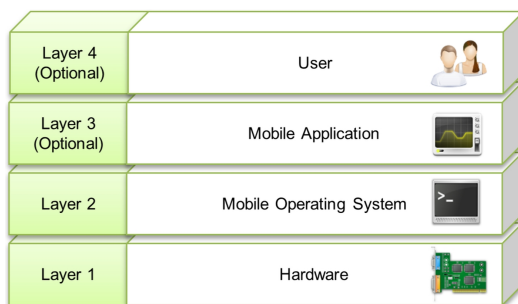 Layer 4
(Optional)
User
Layer 3
(Optional)
Mobile Application
Layer 2
Mobile Operating System
>_
Layer 1
Hardware